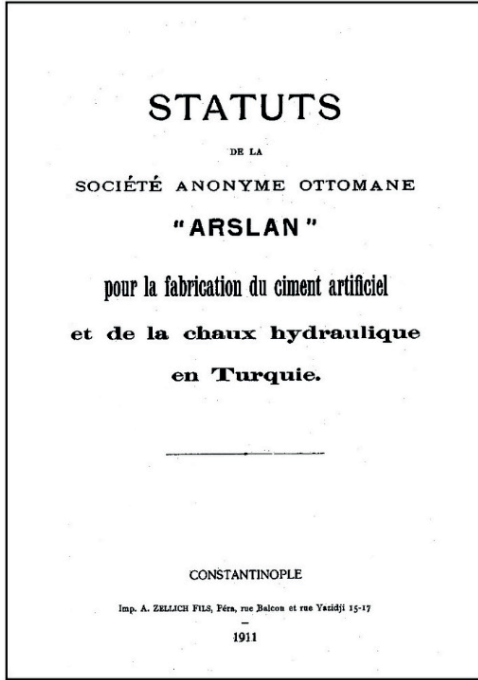 STATUTS
DE LA
SOCIÉTÉ ANONYME OTTOMANE
"ARSLAN"
pour la fabrication du ciment artificiel
et de la chaux hydraulique
en Turquie.
CONSTANTINOPLE
Imp. A. ZELLICH FILS, Péra, rue Balcon et rue Yazidji 15-17
1911